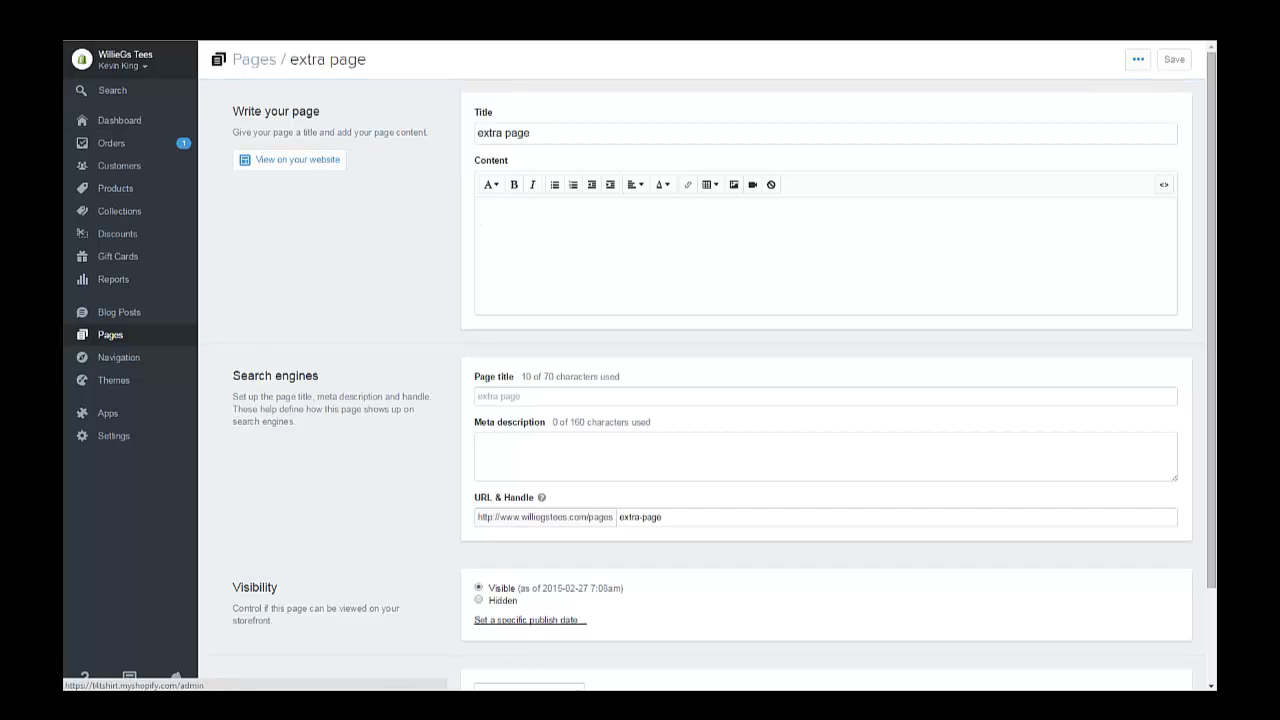 WillieGs Tees
Kevin King
Search
Dashboard
Orders 1
Customers
Products
Collections
Discounts
Gift Cards
Reports
Blog Posts
Pages
Navigation
Themes
Apps
Settings
https://t4tshirt.myshopify.com/admin
Pages / extra page
Save
Write your page
Give your page a title and add your page content.
View on your website
Title
extra page
Content
Search engines
Set up the page title, meta description and handle.
These help define how this page shows up on
search engines.
Page title 10 of 70 characters used
extra page
Meta description 0 of 160 characters used
URL & Handle
http://www.williegstees.com/pages extra-page
Visibility
Control if this page can be viewed on your
storefront.
Visible (as of 2015-02-27 7:08am)
Hidden
Set a specific publish date...